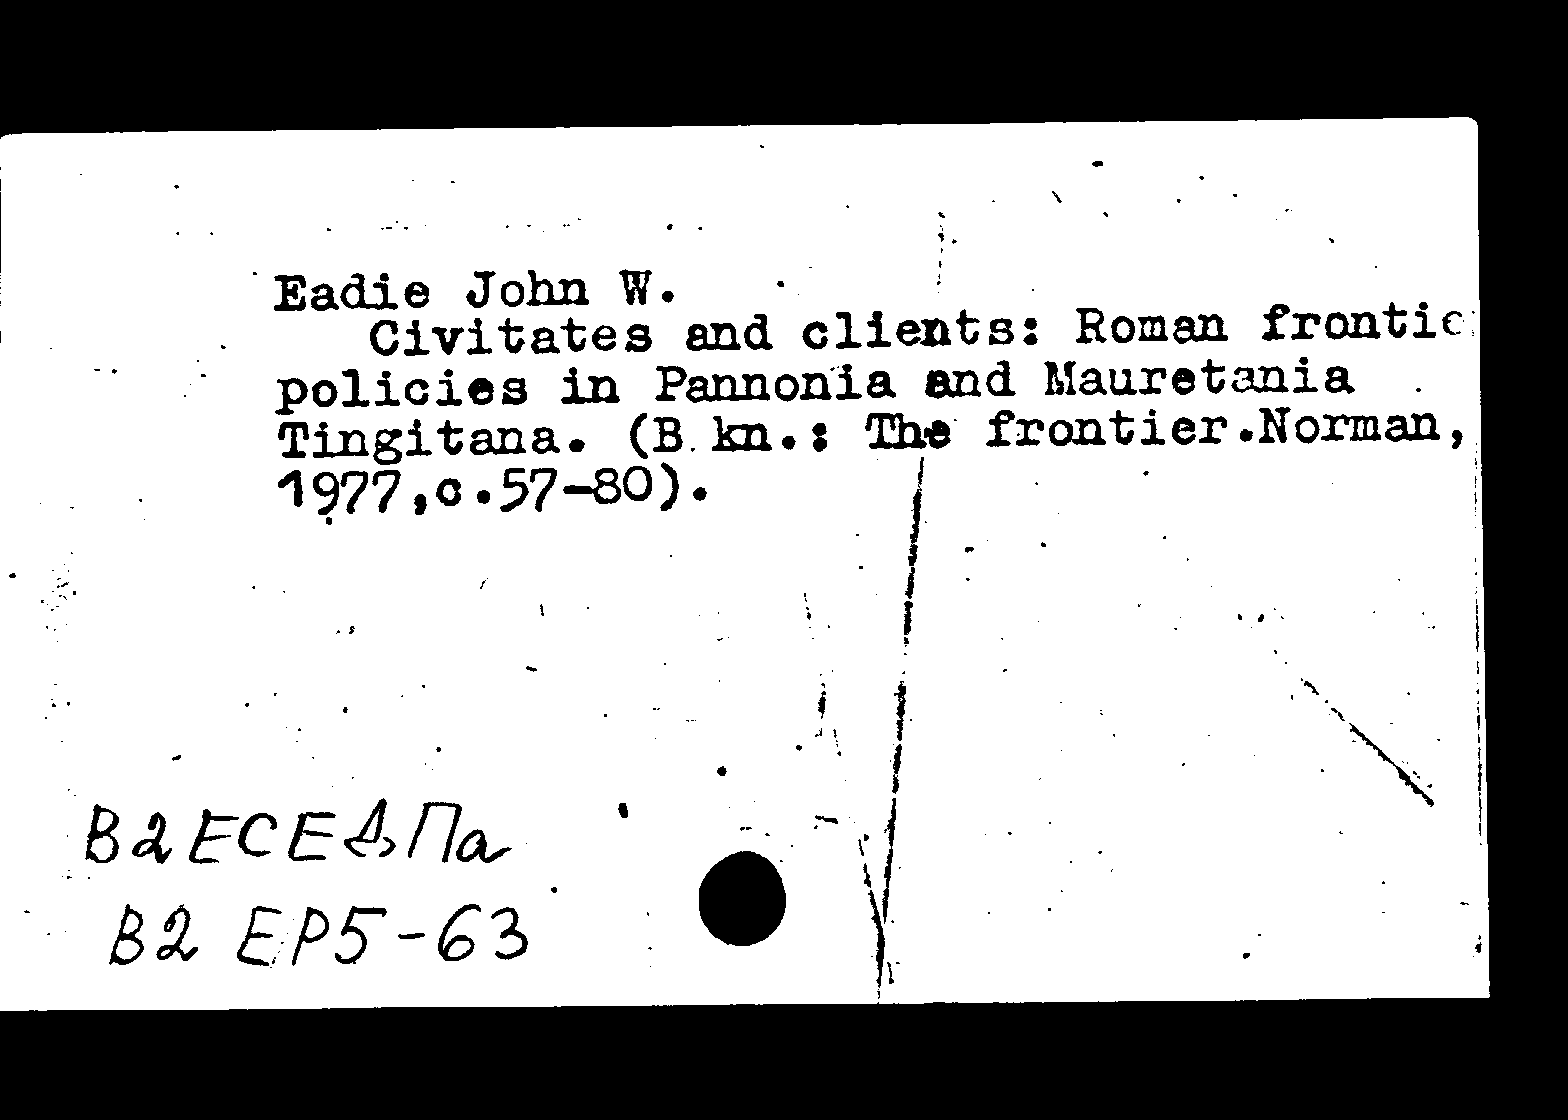 Eadie John W.
Civitates and clients: Roman frontie
policies in Pannonia and Mauretania
Tingitana. (B kn.: The frontier.Norman,
1977,c.57-80).
В2ЕСЕДПа
В2 ЕР5-63